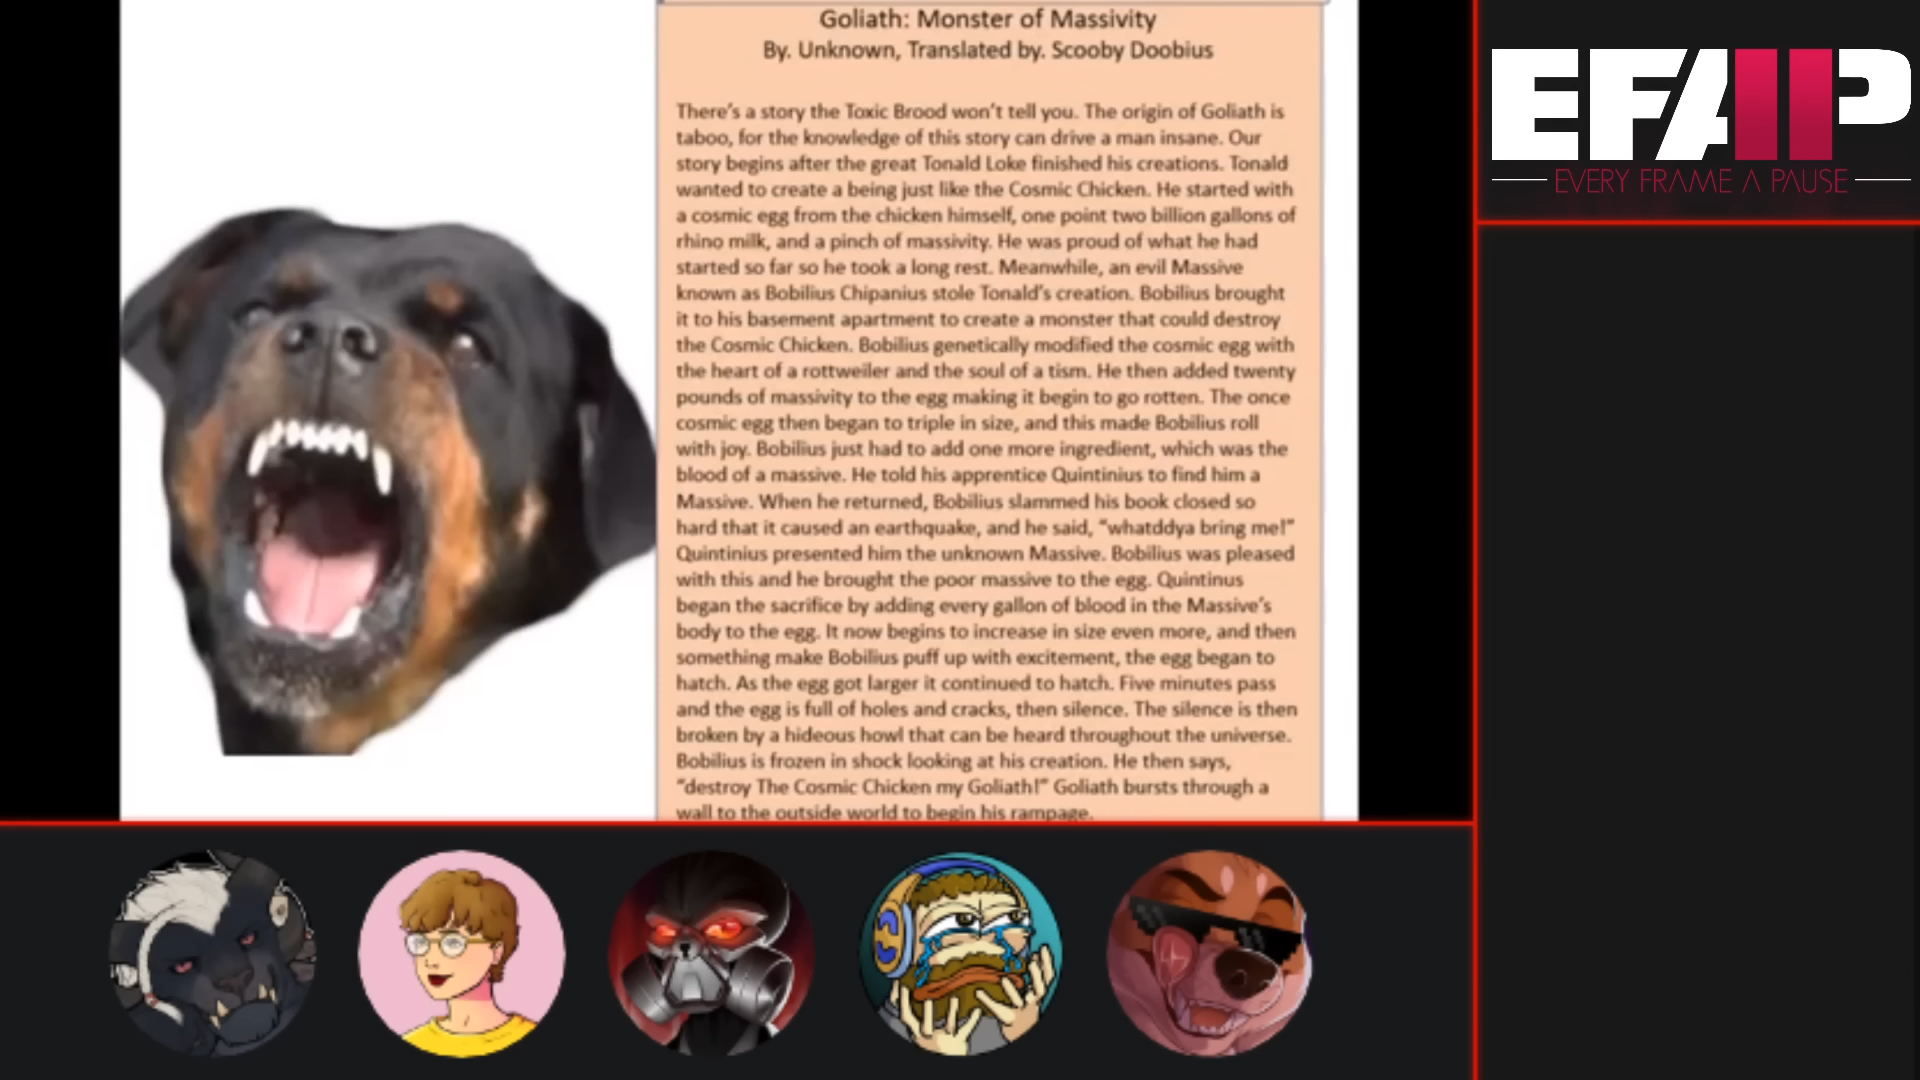 Goliath: Monster of Massivity
By. Unknown, Translated by. Scooby Doobius
There's a story the Toxic Brood won't tell you. The origin of Goliath is
taboo, for the knowledge of this story can drive a man insane. Our
story begins after the great Tonald Loke finished his creations. Tonald
wanted to create a being just like the Cosmic Chicken. He started with
a cosmic egg from the chicken himself, one point two billion gallons of
rhino milk, and a pinch of massivity. He was proud of what he had
started so far so he took a long rest. Meanwhile, an evil Massive
known as Bobilius Chipanius stole Tonald's creation. Bobilius brought
it to his basement apartment to create a monster that could destroy
the Cosmic Chicken. Bobilius genetically modified the cosmic egg with
the heart of a rottweiler and the soul of a tism. He then added twenty
pounds of massivity to the egg making it begin to go rotten. The once
cosmic egg then began to triple in size, and this made Bobilius roll
with joy. Bobilius just had to add one more ingredient, which was the
blood of a massive. He told his apprentice Quintinius to find him a
Massive. When he returned, Bobilius slammed his book closed so
hard that it caused an earthquake, and he said, "whatddya bring me!"
Quintinius presented him the unknown Massive. Bobilius was pleased
with this and he brought the poor massive to the egg. Quintinus
began the sacrifice by adding every gallon of blood in the Massive's
body to the egg. It now begins to increase in size even more, and then
something make Bobilius puff up with excitement, the egg began to
hatch. As the egg got larger it continued to hatch. Five minutes pass
and the egg is full of holes and cracks, then silence. The silence is then
broken by a hideous howl that can be heard throughout the universe.
Bobilius is frozen in shock looking at his creation. He then says,
"destroy The Cosmic Chicken my Goliath!" Goliath bursts through a
wall to the outside world to begin his rampage.
EFAP
EVERY FRAME A PAUSE